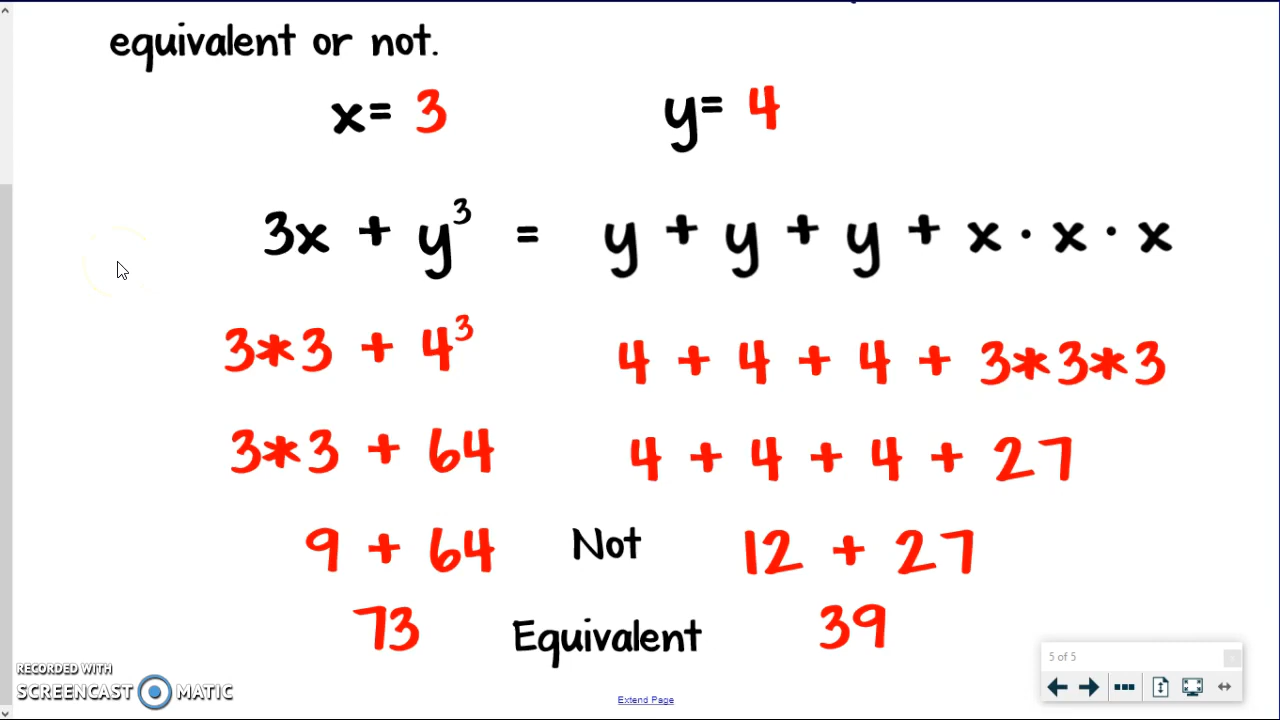 equivalent or not.
x= 3 y= 4
3x + y³ = y + y + y + x · x · x
3*3 + 4³ 4 + 4 + 4 + 3*3*3
3*3 + 64 4 + 4 + 4 + 27
9 + 64 Not 12 + 27
73 Equivalent 39
5 of 5
RECORDED WITH
SCREENCAST MATIC
Extend Page